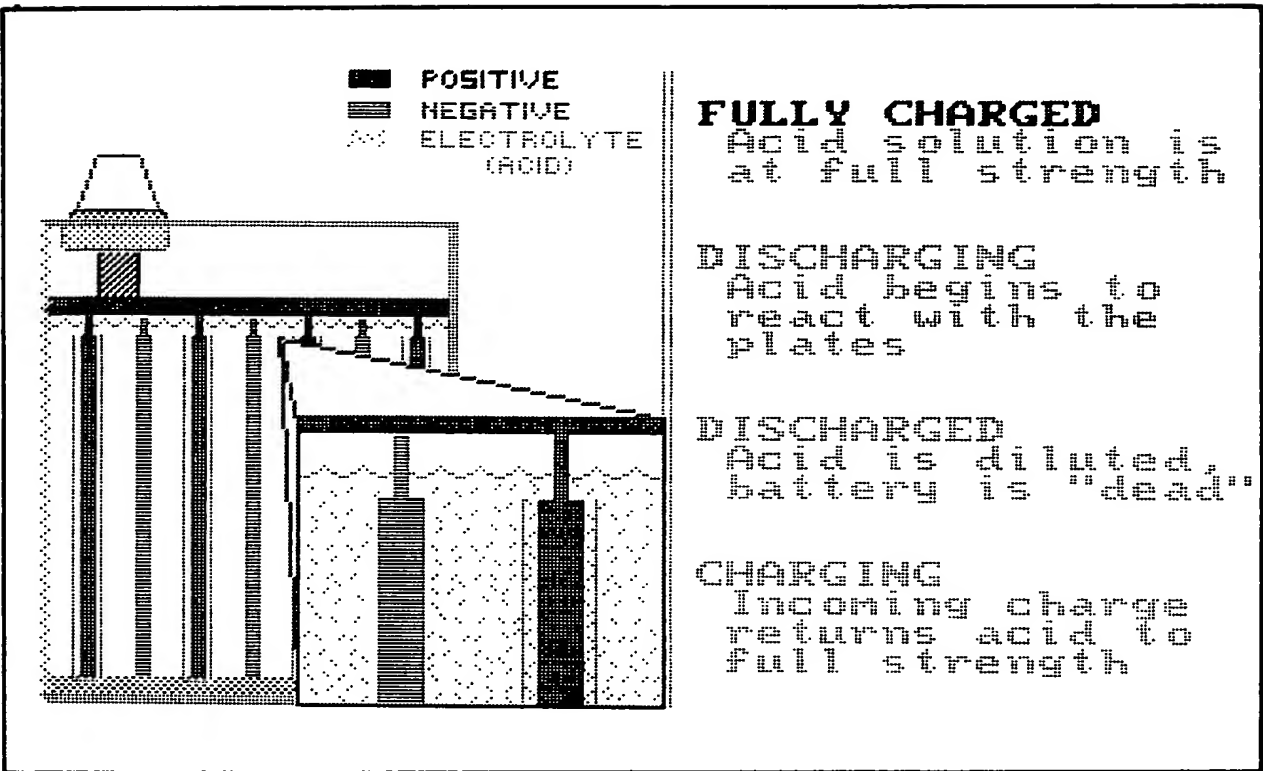 POSITIVE
NEGATIVE
ELECTROLYTE
(ACID)
FULLY CHARGED
Acid solution is
at full strength
DISCHARGING
Acid begins to
react with the
plates
DISCHARGED
Acid is diluted,
battery is "dead"
CHARGING
Incoming charge
returns acid to
full strength